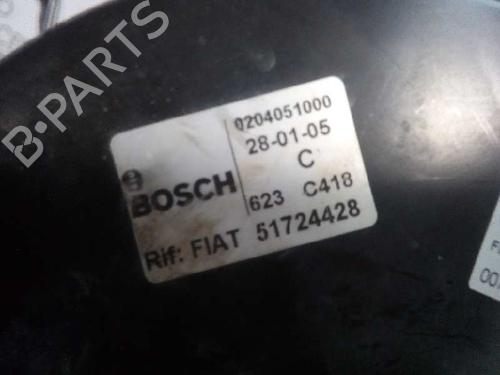 B·PARTS
0204051000
28-01-05
C
BOSCH
623 C418
Rif: FIAT 51724428